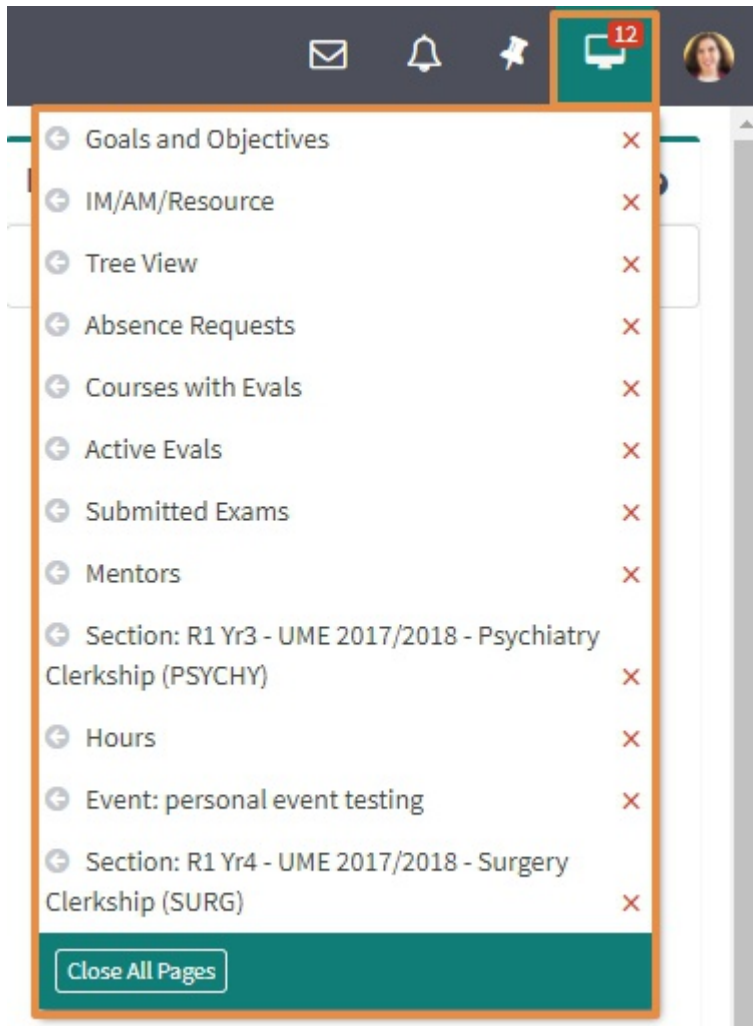 12
Goals and Objectives
IM/AM/Resource
Tree View
Absence Requests
Courses with Evals
Active Evals
Submitted Exams
Mentors
Section: R1 Yr3 - UME 2017/2018 - Psychiatry
Clerkship (PSYCHY)
Hours
Event: personal event testing
Section: R1 Yr4 - UME 2017/2018 - Surgery
Clerkship (SURG)
Close All Pages